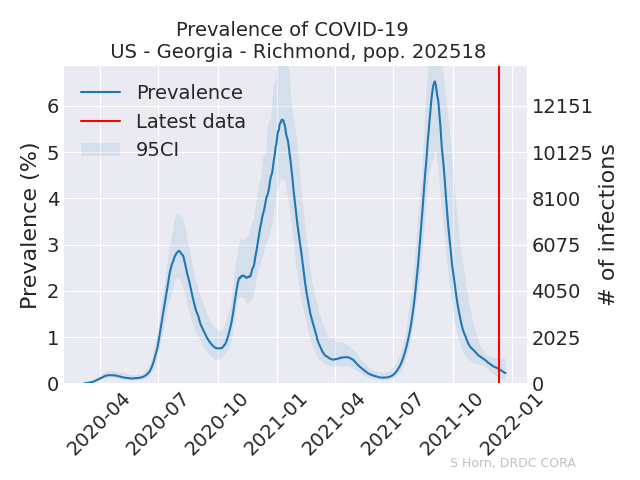 Prevalence of COVID-19
US - Georgia - Richmond, pop. 202518
Prevalence
Latest data
95CI
Prevalence (%)
6
5
4
3
2
1
0
12151
10125
8100
6075
4050
2025
0
# of infections
2020-04
2020-07
2020-10
2021-01
2021-04
2021-07
2021-10
2022-01
S Horn, DRDC CORA